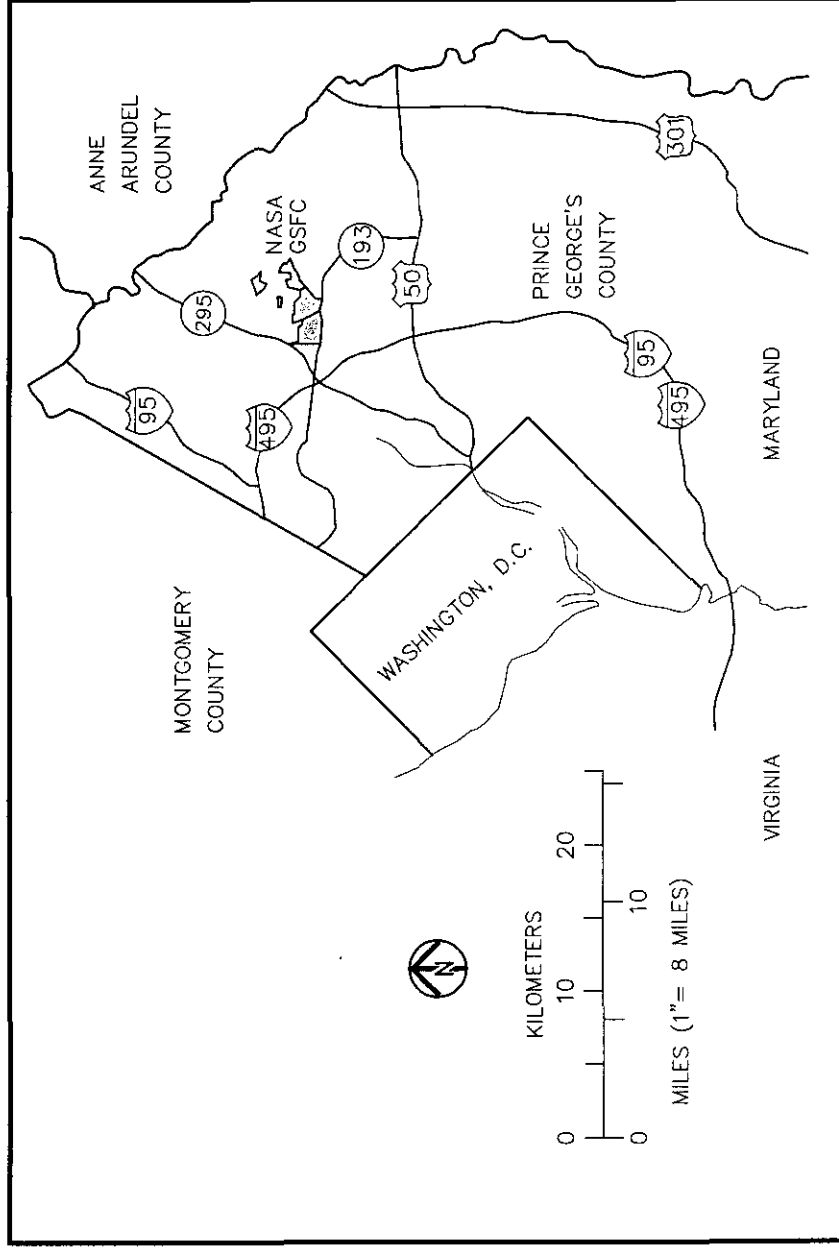 ANNE
ARUNDEL
COUNTY
NASA
GSFC
295
193
95
495
50
301
MONTGOMERY
COUNTY
PRINCE
GEORGE'S
COUNTY
95
495
WASHINGTON, D.C.
MARYLAND
VIRGINIA
N
KILOMETERS
0 10 20
0 10
MILES (1"= 8 MILES)